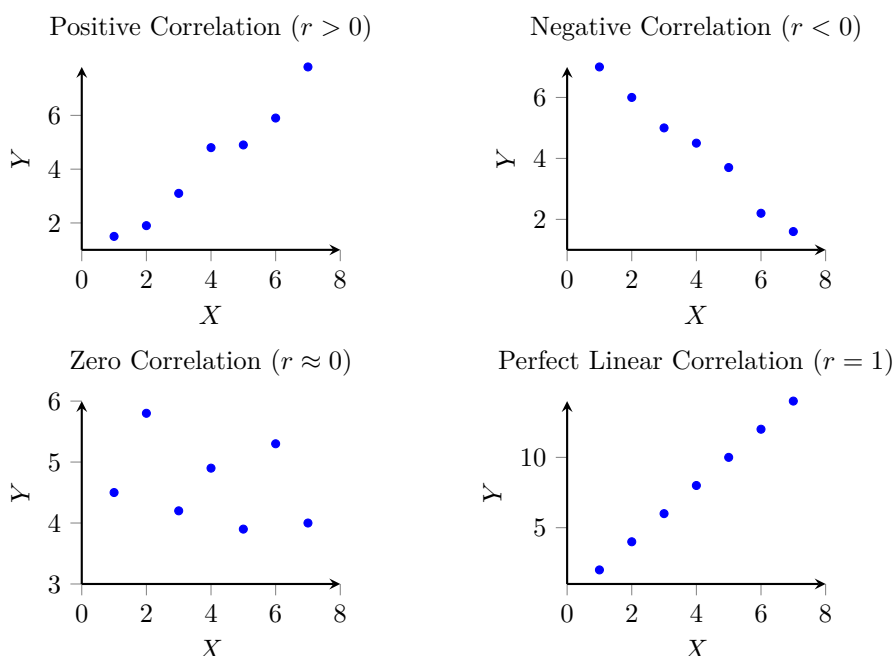 Positive Correlation (r > 0)
6
4
2
Y
0 2 4 6 8
X
Negative Correlation (r < 0)
6
4
2
Y
0 2 4 6 8
X
Zero Correlation (r ≈ 0)
6
5
4
3
Y
0 2 4 6 8
X
Perfect Linear Correlation (r = 1)
10
5
Y
0 2 4 6 8
X